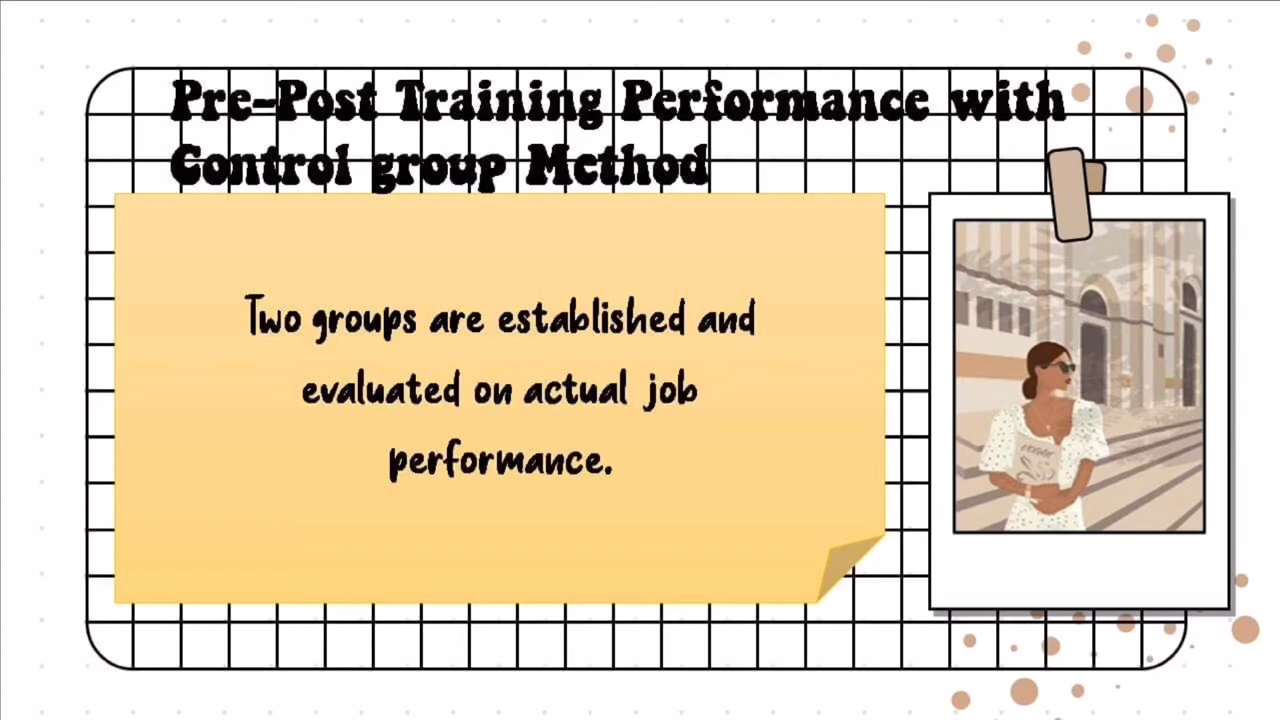 Pre-Post Training Performance with
Control group Method
Two groups are established and
evaluated on actual job
performance.